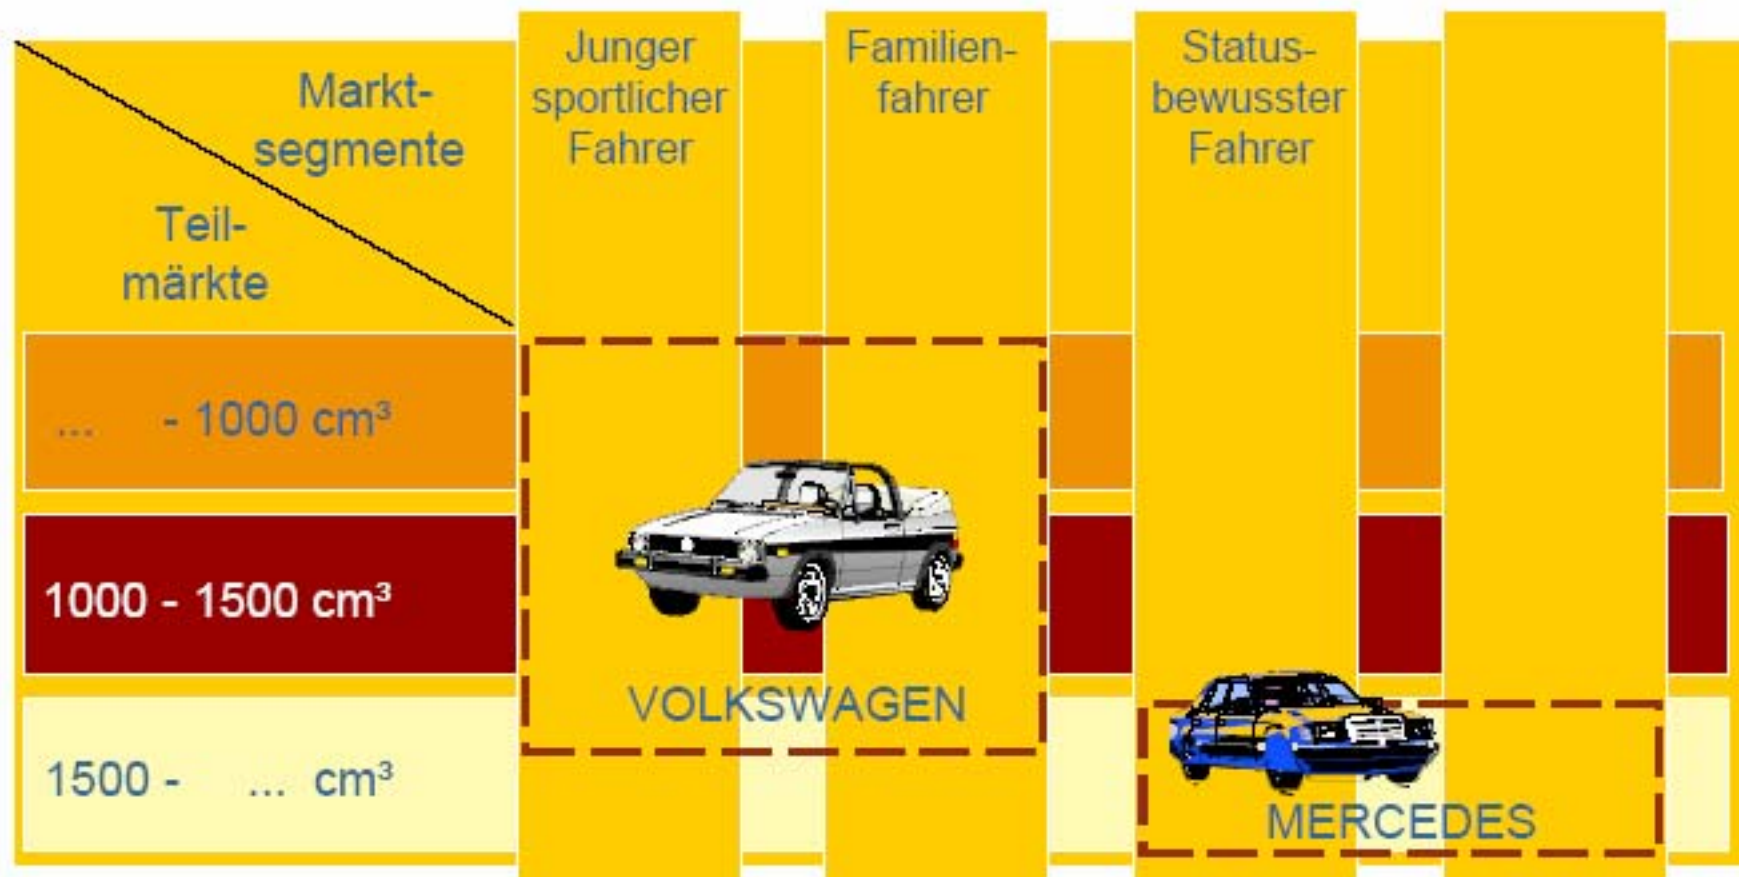 Markt-
segmente
Teil-
märkte
Junger
sportlicher
Fahrer
Familien-
fahrer
Status-
bewusster
Fahrer
... - 1000 cm³
1000 - 1500 cm³
1500 - ... cm³
VOLKSWAGEN
MERCEDES